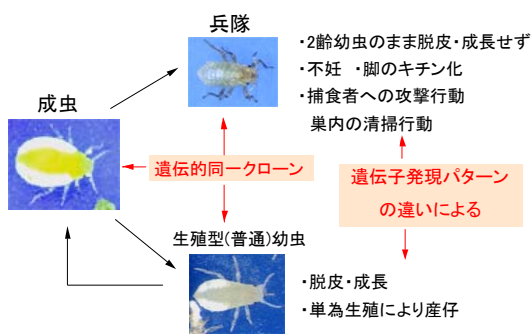 兵隊
・2齢幼虫のまま脱皮・成長せず
・不妊 ・脚のキチン化
・捕食者への攻撃行動
巣内の清掃行動
成虫
遺伝的同一クローン
遺伝子発現パターン
の違いによる
生殖型(普通)幼虫
・脱皮・成長
・単為生殖により産仔